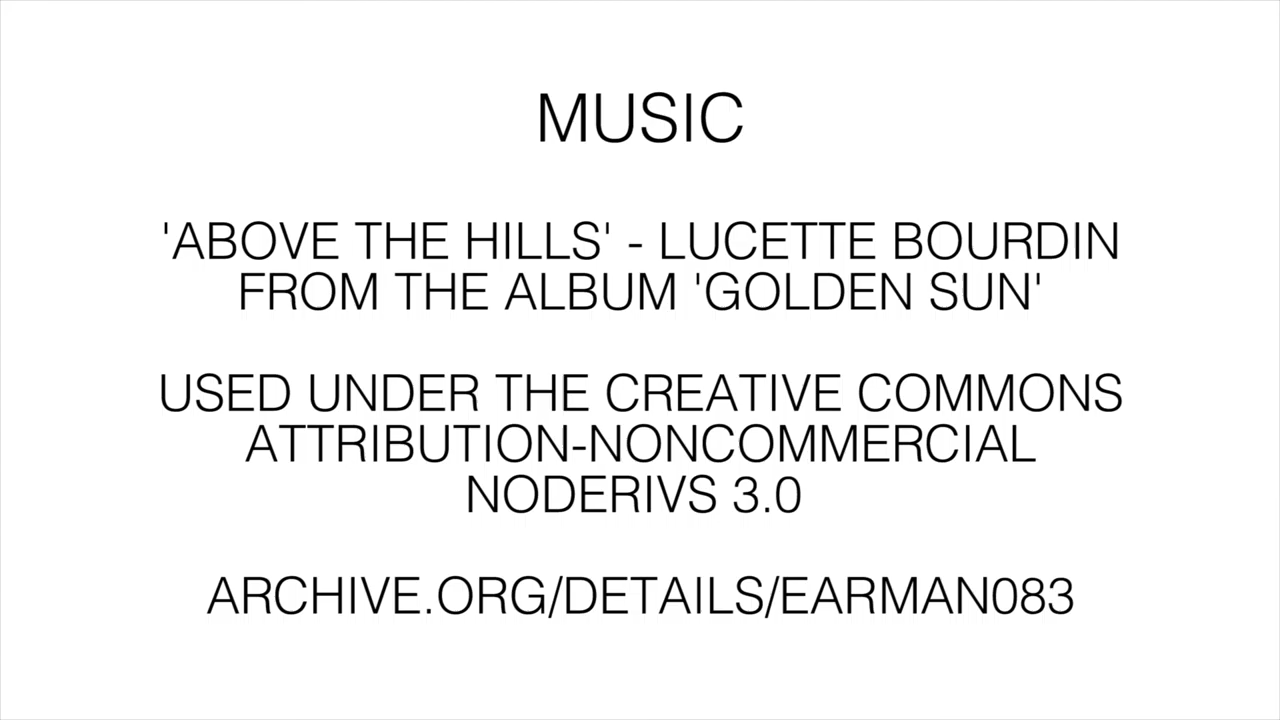 MUSIC
'ABOVE THE HILLS' - LUCETTE BOURDIN
FROM THE ALBUM 'GOLDEN SUN'
USED UNDER THE CREATIVE COMMONS
ATTRIBUTION-NONCOMMERCIAL
NODERIVS 3.0
ARCHIVE.ORG/DETAILS/EARMAN083